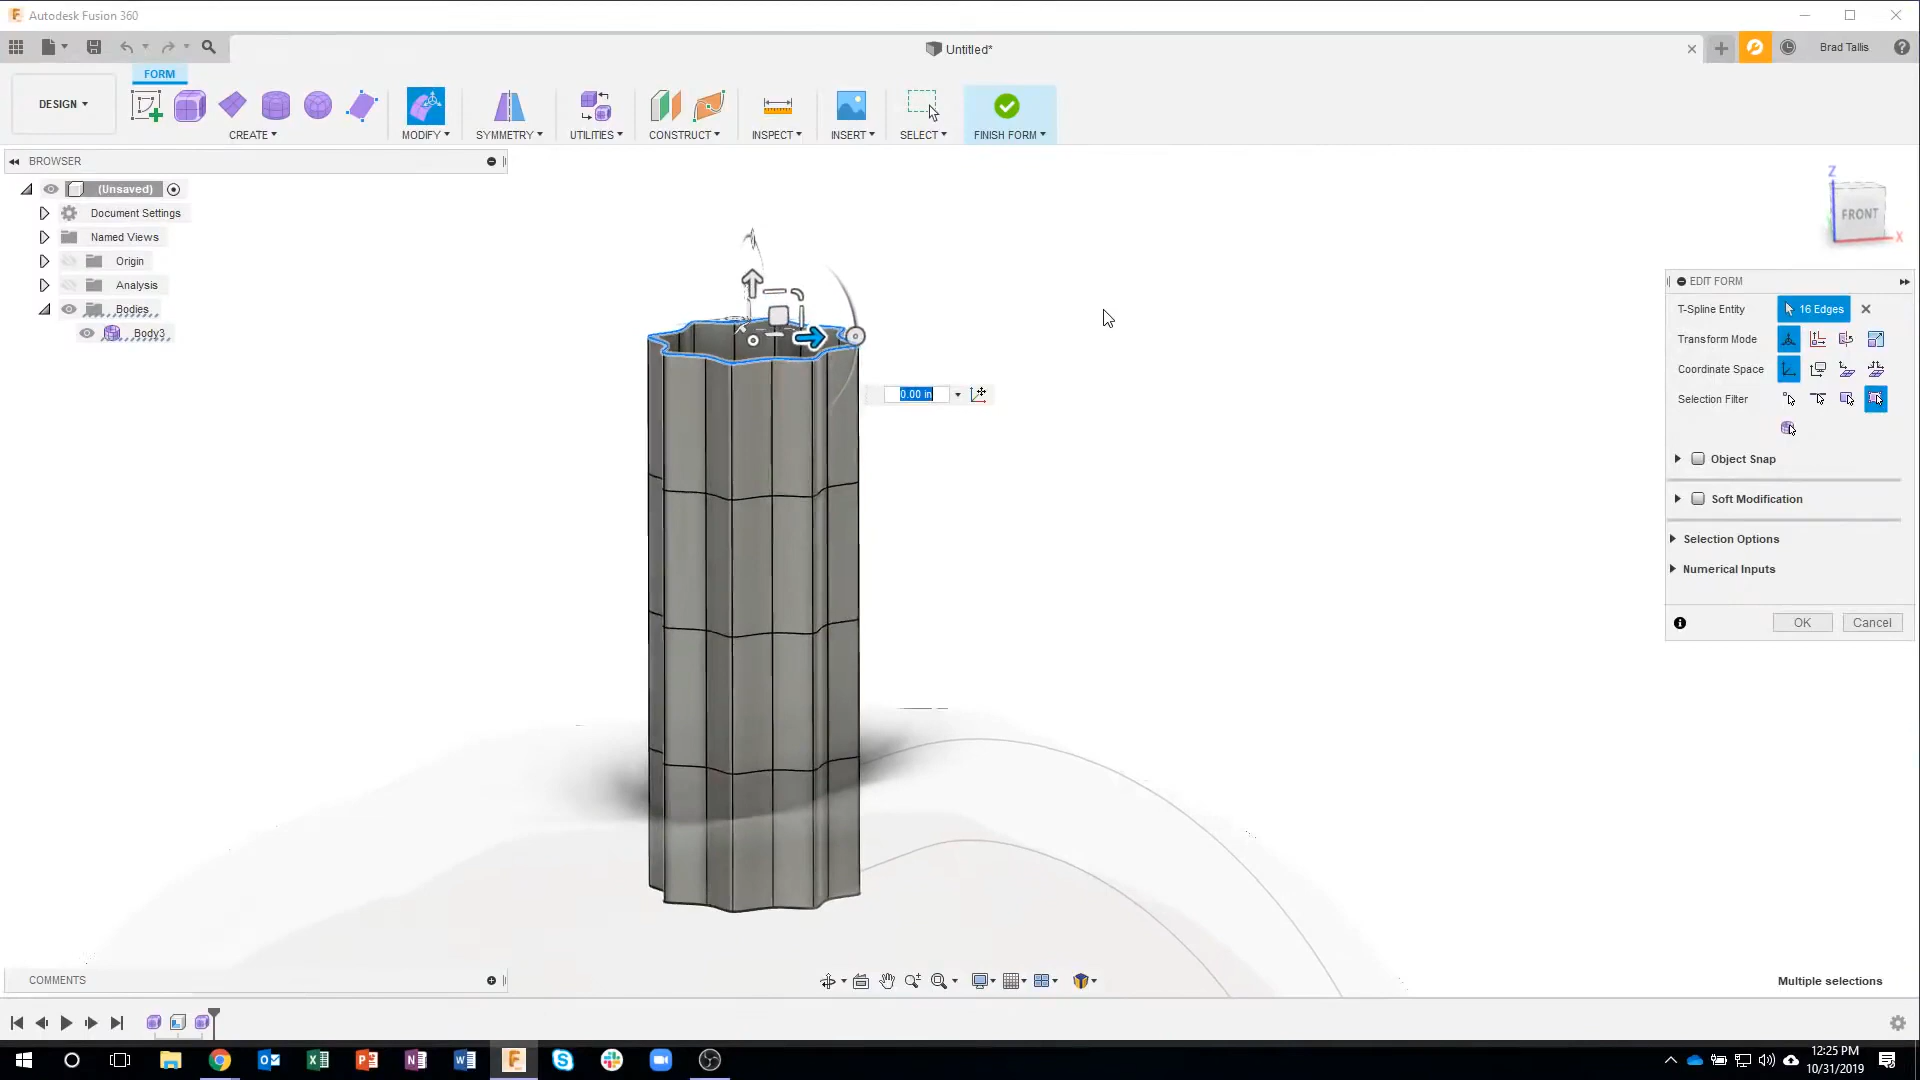 Autodesk Fusion 360
Untitled*
Brad Tallis
FORM
DESIGN
CREATE
MODIFY
SYMMETRY
UTILITIES
CONSTRUCT
INSPECT
INSERT
SELECT
FINISH FORM
BROWSER
(Unsaved)
Document Settings
Named Views
Origin
Analysis
Bodies
Body3
Z
FRONT
X
EDIT FORM
T-Spline Entity
16 Edges
Transform Mode
Coordinate Space
Selection Filter
Object Snap
Soft Modification
Selection Options
Numerical Inputs
OK
Cancel
0.00 in
COMMENTS
Multiple selections
12:25 PM
10/31/2019